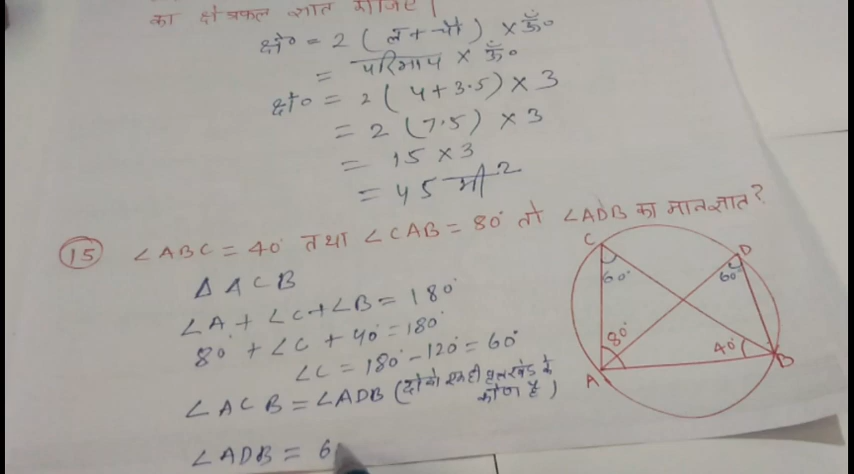 का क्षेत्रफल ज्ञात कीजिए।
क्षे० = 2 ( ल + चौ ) × ऊँ०
= परिमाप × ऊँ०
क्षे० = 2 ( 4 + 3.5 ) × 3
= 2 (7.5) × 3
= 15 × 3
= 45 मी²
15 ∠ABC = 40° तथा ∠CAB = 80° तो ∠ADB का मान ज्ञात?
Δ ACB
∠A + ∠C + ∠B = 180°
80° + ∠C + 40° = 180°
∠C = 180° - 120° = 60°
∠ACB = ∠ADB (दोनो एक ही वृतखंड के
कोण है)
∠ADB = 6
C
D
60°
60°
80°
40°
A
B